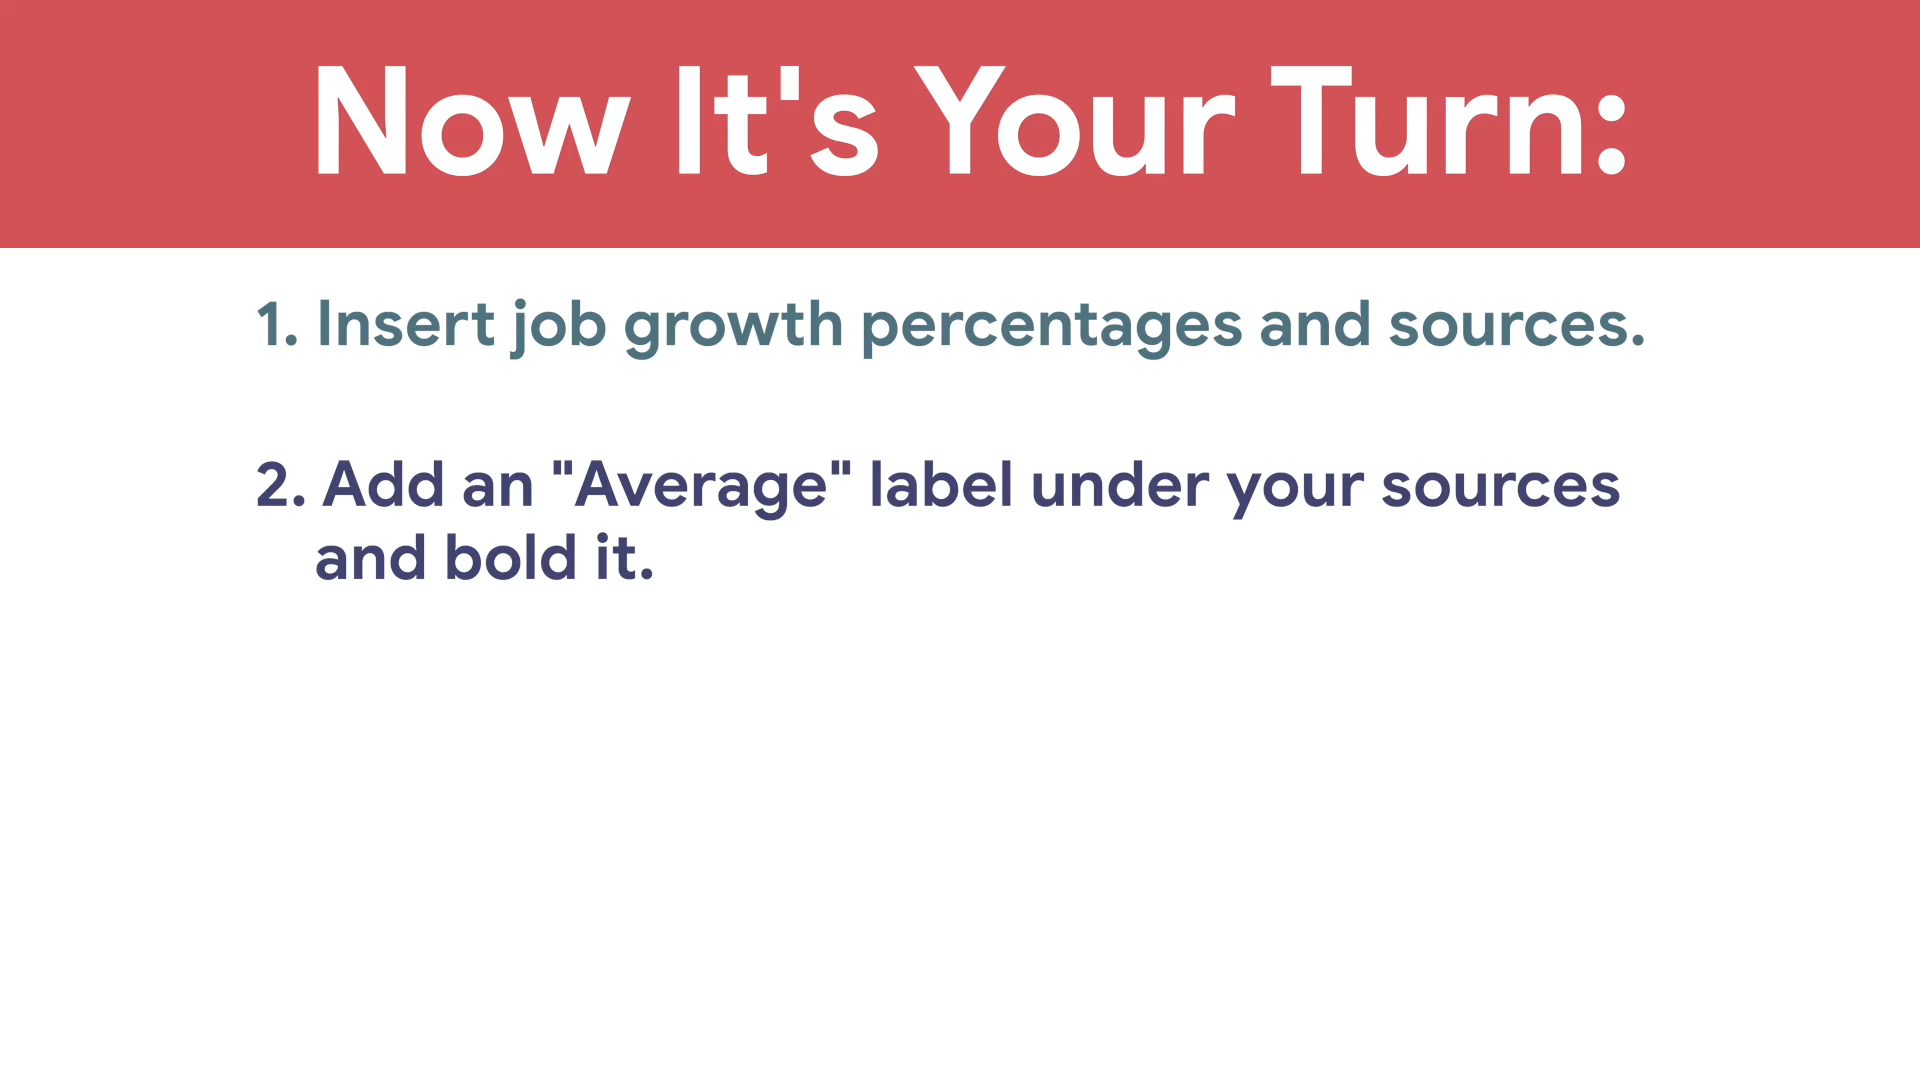 Now It's Your Turn:
1. Insert job growth percentages and sources.
2. Add an "Average" label under your sources
and bold it.